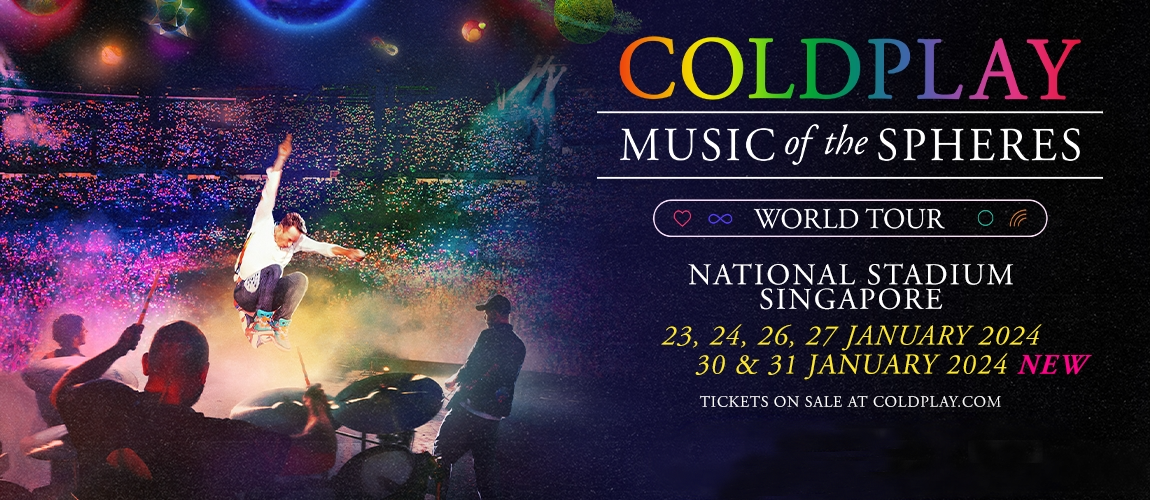 COLDPLAY
MUSIC of the SPHERES
WORLD TOUR
NATIONAL STADIUM
SINGAPORE
23, 24, 26, 27 JANUARY 2024
30 & 31 JANUARY 2024 NEW
TICKETS ON SALE AT COLDPLAY.COM